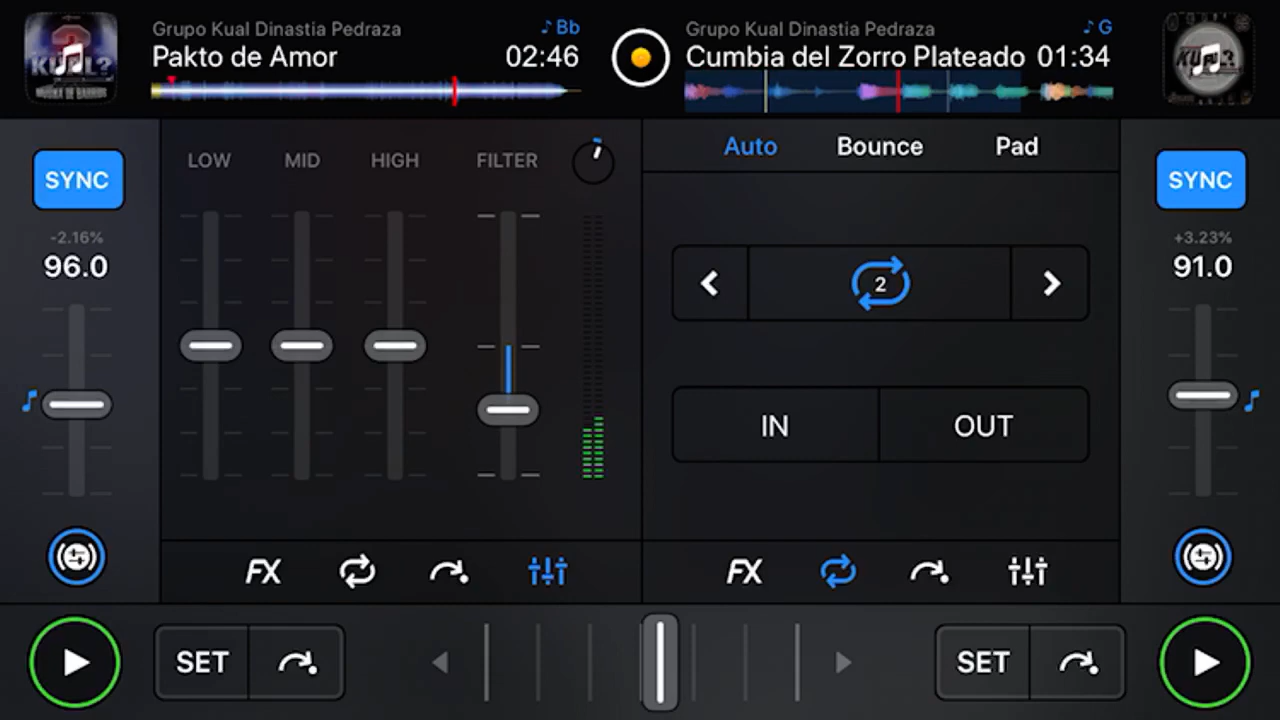 Grupo Kual Dinastia Pedraza
♪ Bb
Pakto de Amor
02:46
Grupo Kual Dinastia Pedraza
♪ G
Cumbia del Zorro Plateado
01:34
SYNC
-2.16%
96.0
LOW MID HIGH FILTER
Auto Bounce Pad
2
IN OUT
SYNC
+3.23%
91.0
FX
FX
SET
SET